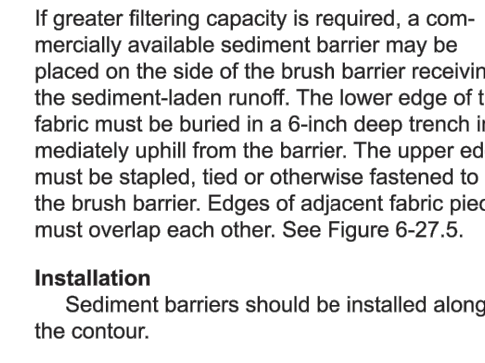 If greater filtering capacity is required, a com-
mercially available sediment barrier may be
placed on the side of the brush barrier receivin
the sediment-laden runoff. The lower edge of t
fabric must be buried in a 6-inch deep trench i
mediately uphill from the barrier. The upper ed
must be stapled, tied or otherwise fastened to
the brush barrier. Edges of adjacent fabric piec
must overlap each other. See Figure 6-27.5.

Installation
Sediment barriers should be installed along
the contour.